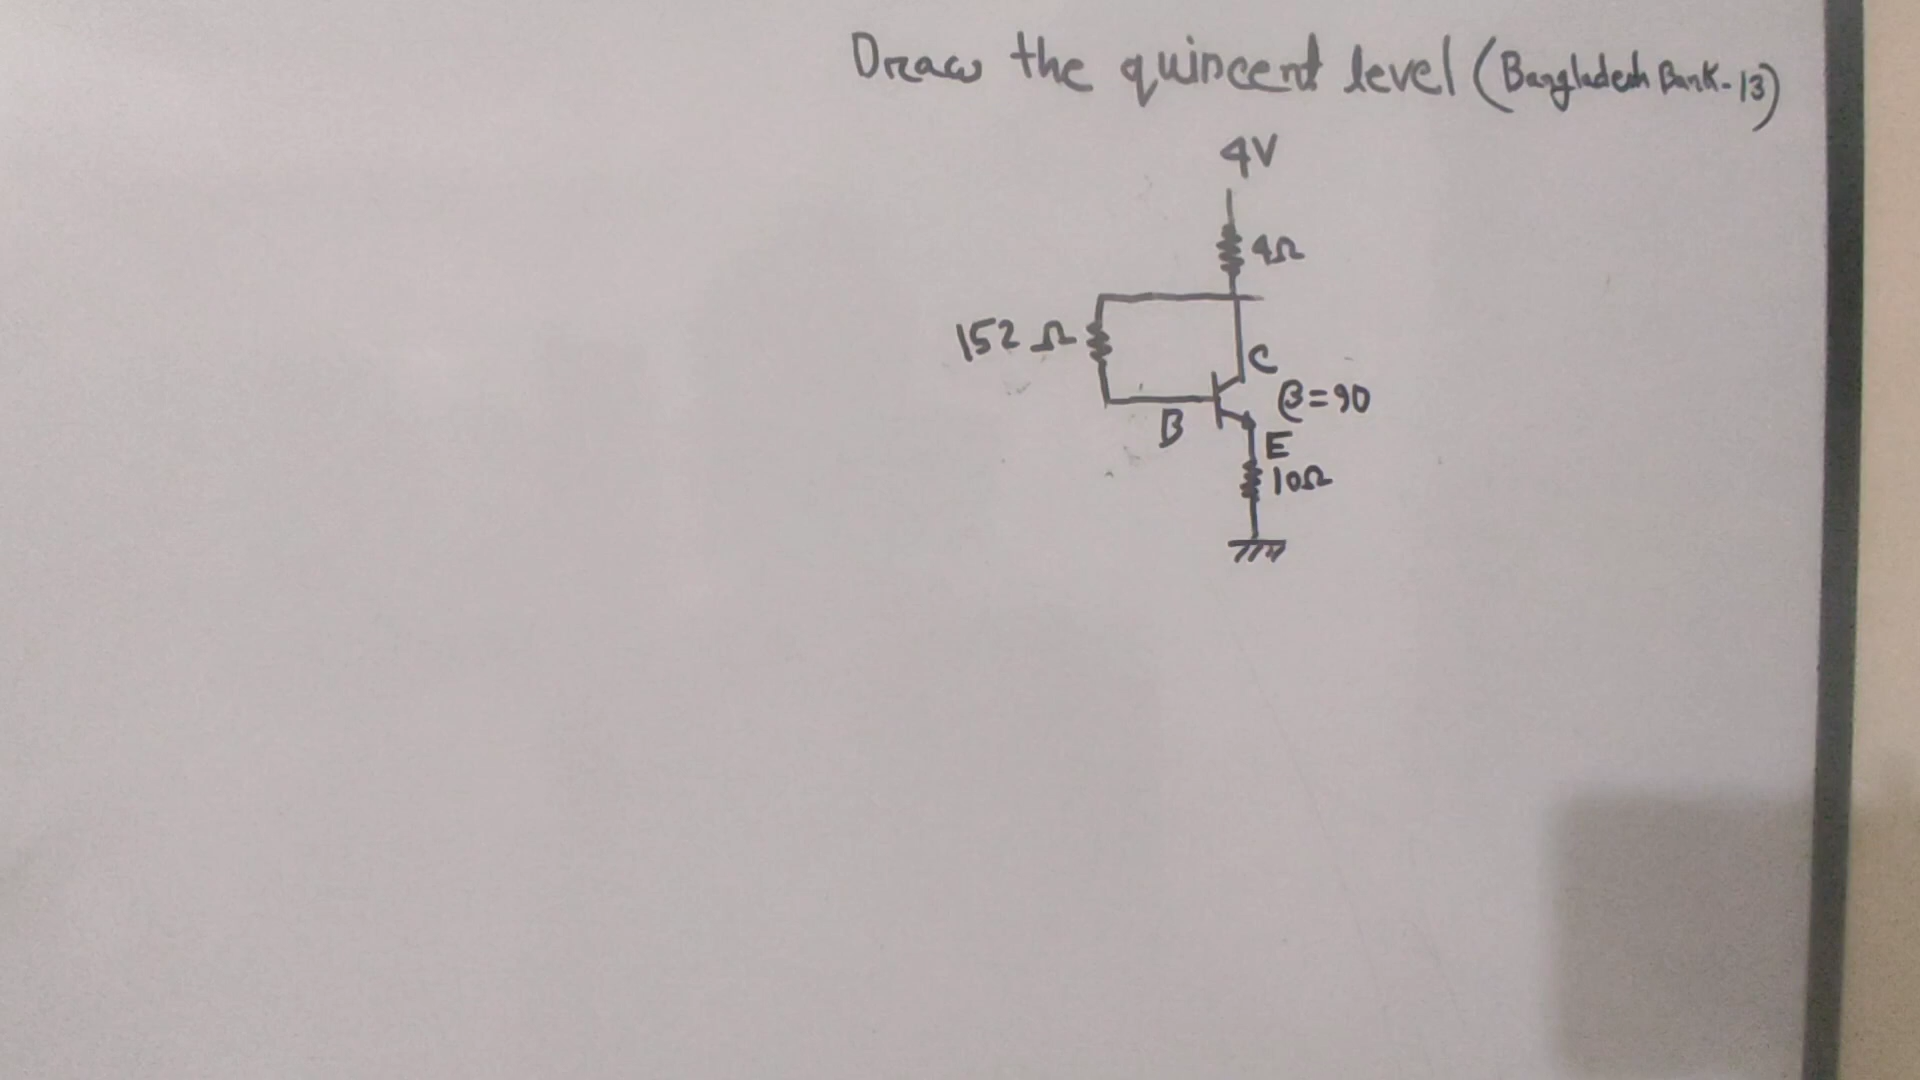 Draw the quincent level (Bangladesh Bank-13)
4V
4Ω
152 Ω
C
β=90
B
E
10Ω